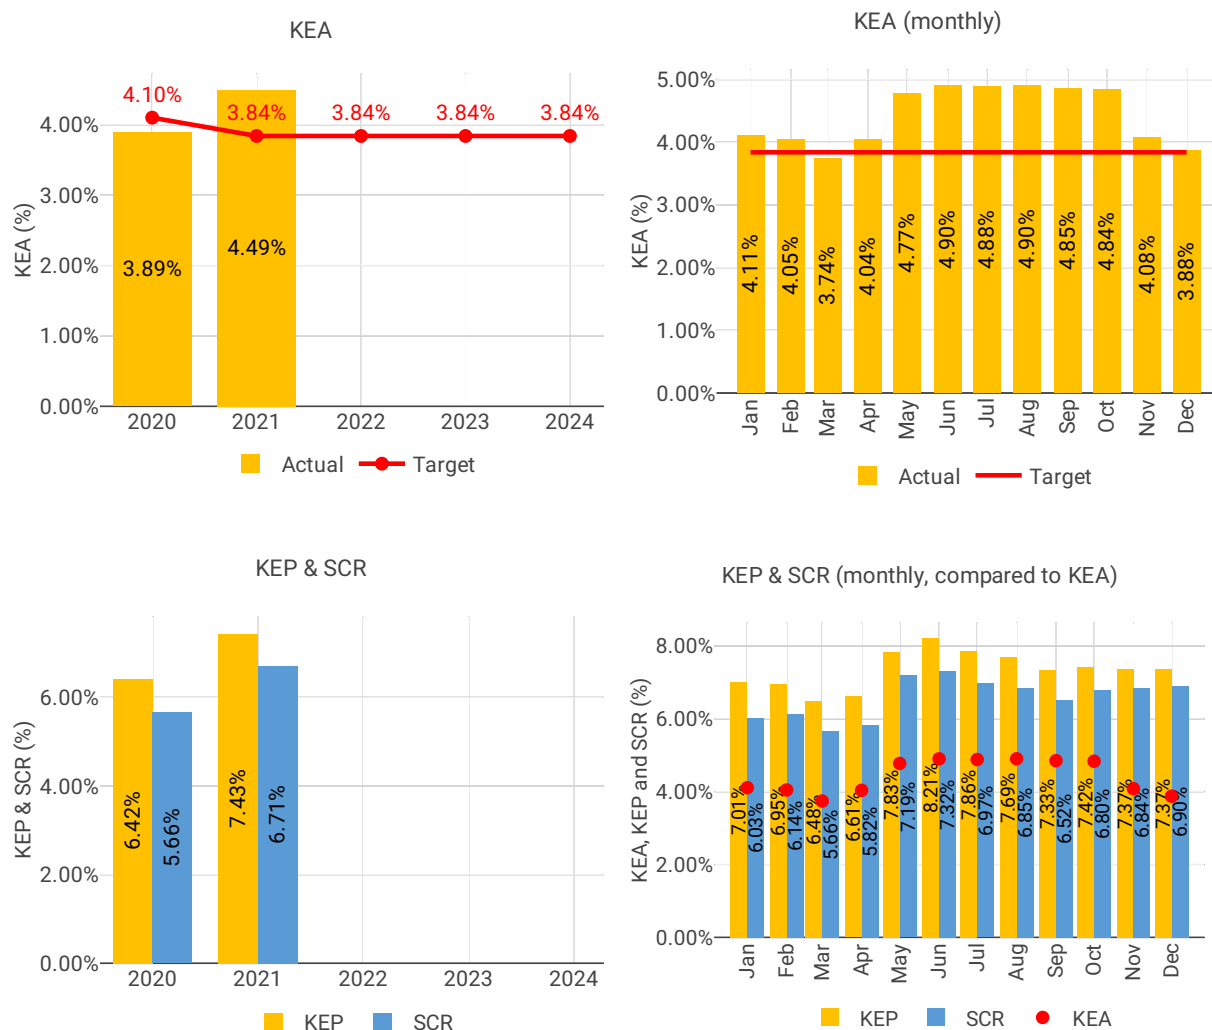 KEA
4.10%
3.84%
3.84%
3.84%
3.84%
4.00%
3.00%
2.00%
1.00%
0.00%
KEA (%)
3.89%
4.49%
2020
2021
2022
2023
2024
Actual
Target
KEA (monthly)
5.00%
4.00%
3.00%
2.00%
1.00%
0.00%
KEA (%)
4.11%
4.05%
3.74%
4.04%
4.77%
4.90%
4.88%
4.90%
4.85%
4.84%
4.08%
3.88%
Jan
Feb
Mar
Apr
May
Jun
Jul
Aug
Sep
Oct
Nov
Dec
Actual
Target
KEP & SCR
6.00%
4.00%
2.00%
0.00%
KEP & SCR (%)
6.42%
5.66%
7.43%
6.71%
2020
2021
2022
2023
2024
KEP
SCR
KEP & SCR (monthly, compared to KEA)
8.00%
6.00%
4.00%
2.00%
0.00%
KEA, KEP and SCR (%)
7.01%
6.03%
6.95%
6.14%
6.48%
5.66%
6.61%
5.82%
7.83%
7.19%
8.21%
7.32%
7.86%
6.97%
7.69%
6.85%
7.33%
6.52%
7.42%
6.80%
7.37%
6.84%
7.37%
6.90%
Jan
Feb
Mar
Apr
May
Jun
Jul
Aug
Sep
Oct
Nov
Dec
KEP
SCR
KEA